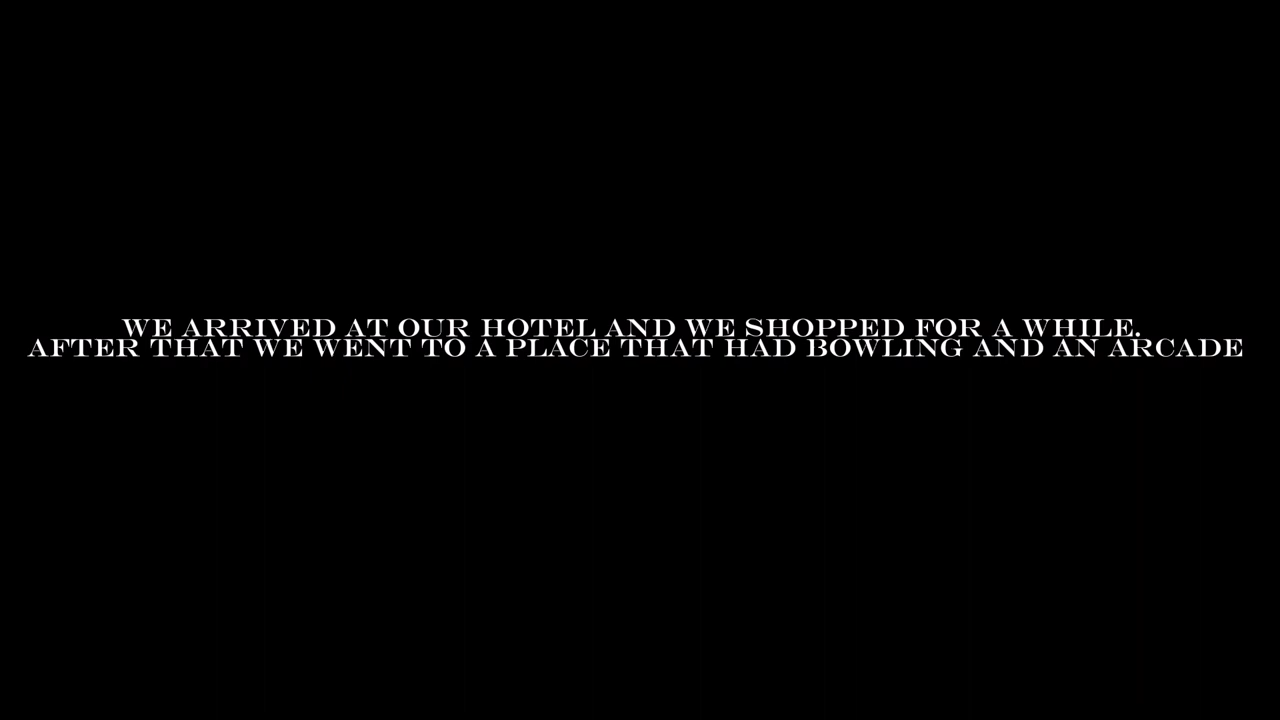 WE ARRIVED AT OUR HOTEL AND WE SHOPPED FOR A WHILE.
AFTER THAT WE WENT TO A PLACE THAT HAD BOWLING AND AN ARCADE